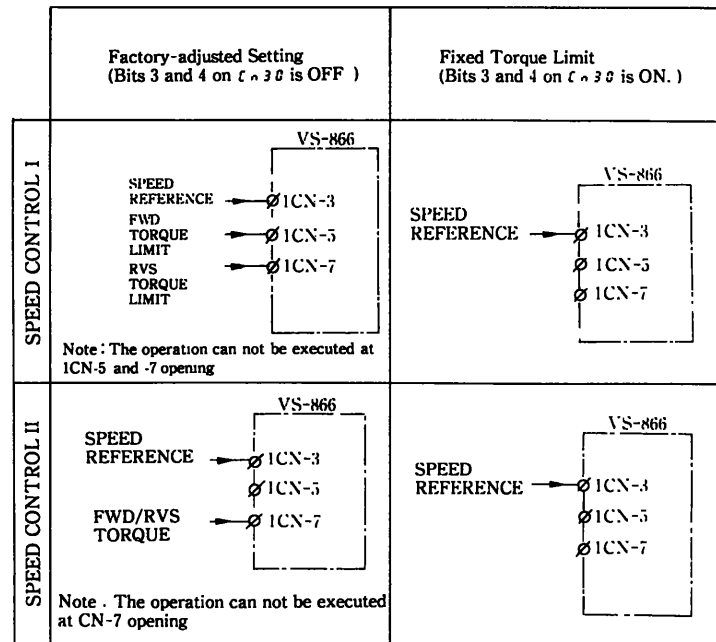 Factory-adjusted Setting
(Bits 3 and 4 on Cn30 is OFF )
Fixed Torque Limit
(Bits 3 and 4 on Cn30 is ON. )
SPEED CONTROL I
VS-866
SPEED
REFERENCE
1CN-3
FWD
TORQUE
LIMIT
1CN-5
RVS
TORQUE
LIMIT
1CN-7
Note : The operation can not be executed at
1CN-5 and -7 opening
VS-866
SPEED
REFERENCE
1CN-3
1CN-5
1CN-7
SPEED CONTROL II
VS-866
SPEED
REFERENCE
1CN-3
1CN-5
FWD/RVS
TORQUE
1CN-7
Note . The operation can not be executed
at CN-7 opening
VS-866
SPEED
REFERENCE
1CN-3
1CN-5
1CN-7